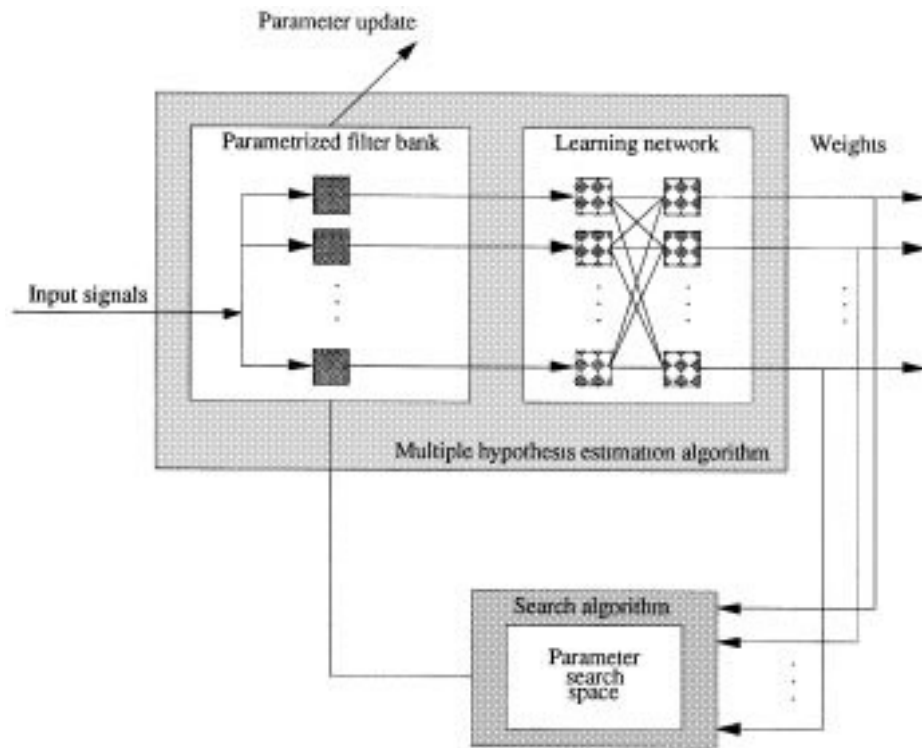 Parameter update
Parametrized filter bank
Learning network
Weights
Input signals
Multiple hypothesis estimation algorithm
Search algorithm
Parameter
search
space